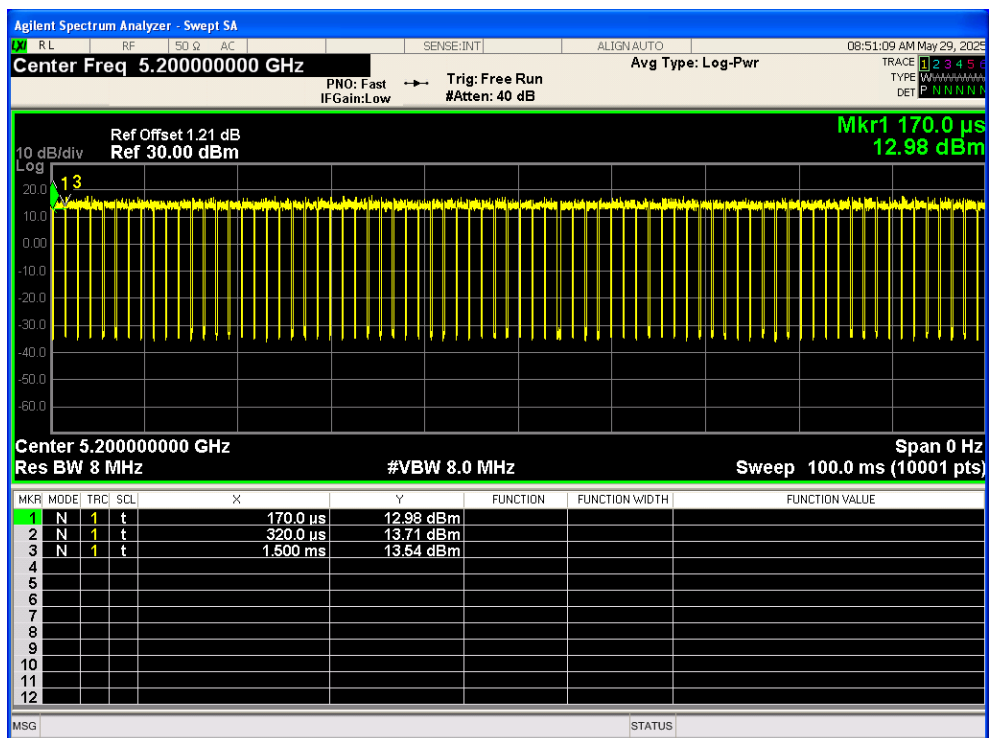 Agilent Spectrum Analyzer - Swept SA
LXI RL RF 50 Ω AC SENSE:INT ALIGN AUTO 08:51:09 AM May 29, 2025
Center Freq 5.200000000 GHz Avg Type: Log-Pwr TRACE 1 2 3 4 5 6
PNO: Fast Trig: Free Run TYPE
IFGain:Low #Atten: 40 dB DET P N N N N N
Mkr1 170.0 µs
12.98 dBm
Ref Offset 1.21 dB
10 dB/div Ref 30.00 dBm
Log
1 3
20.0
10.0
0.00
-10.0
-20.0
-30.0
-40.0
-50.0
-60.0
Center 5.200000000 GHz Span 0 Hz
Res BW 8 MHz #VBW 8.0 MHz Sweep 100.0 ms (10001 pts)
MKR MODE TRC SCL X Y FUNCTION FUNCTION WIDTH FUNCTION VALUE
1 N 1 t 170.0 µs 12.98 dBm
2 N 1 t 320.0 µs 13.71 dBm
3 N 1 t 1.500 ms 13.54 dBm
4
5
6
7
8
9
10
11
12
MSG STATUS